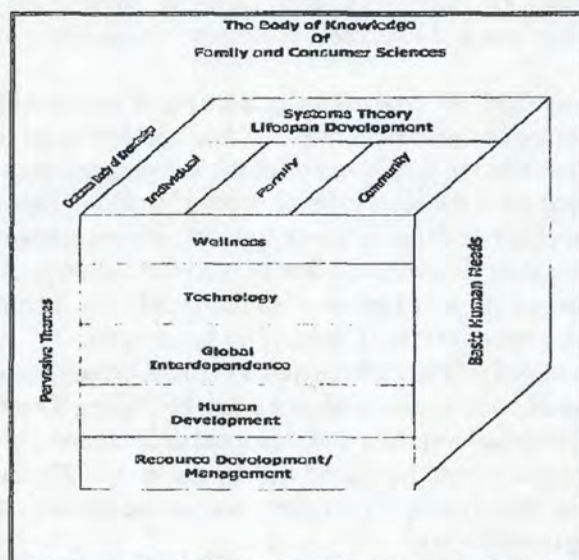 The Body of Knowledge
Of
Family and Consumer Sciences
Systems Theory
Lifespan Development
Individual
Family
Community
Wellness
Technology
Global
Interdependence
Human
Development
Resource Development/
Management
Pervasive Themes
Basic Human Needs